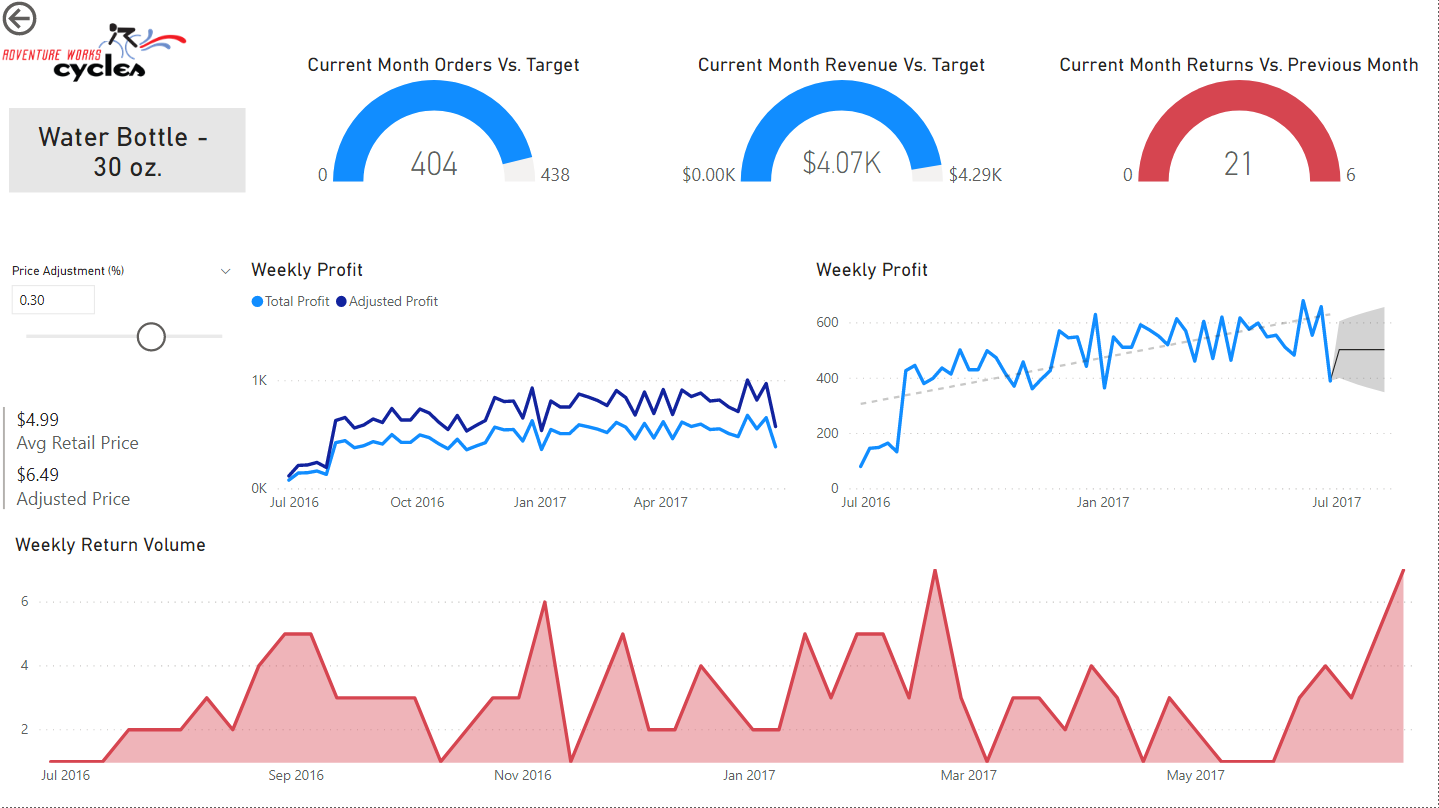 ADVENTURE WORKS
cycles
Water Bottle -
30 oz.
Current Month Orders Vs. Target
404
0
438
Current Month Revenue Vs. Target
$4.07K
$0.00K
$4.29K
Current Month Returns Vs. Previous Month
21
0
6
Price Adjustment (%)
0.30
$4.99
Avg Retail Price
$6.49
Adjusted Price
Weekly Profit
Total Profit Adjusted Profit
1K
0K
Jul 2016 Oct 2016 Jan 2017 Apr 2017
Weekly Profit
600
400
200
0
Jul 2016 Jan 2017 Jul 2017
Weekly Return Volume
6
4
2
Jul 2016 Sep 2016 Nov 2016 Jan 2017 Mar 2017 May 2017